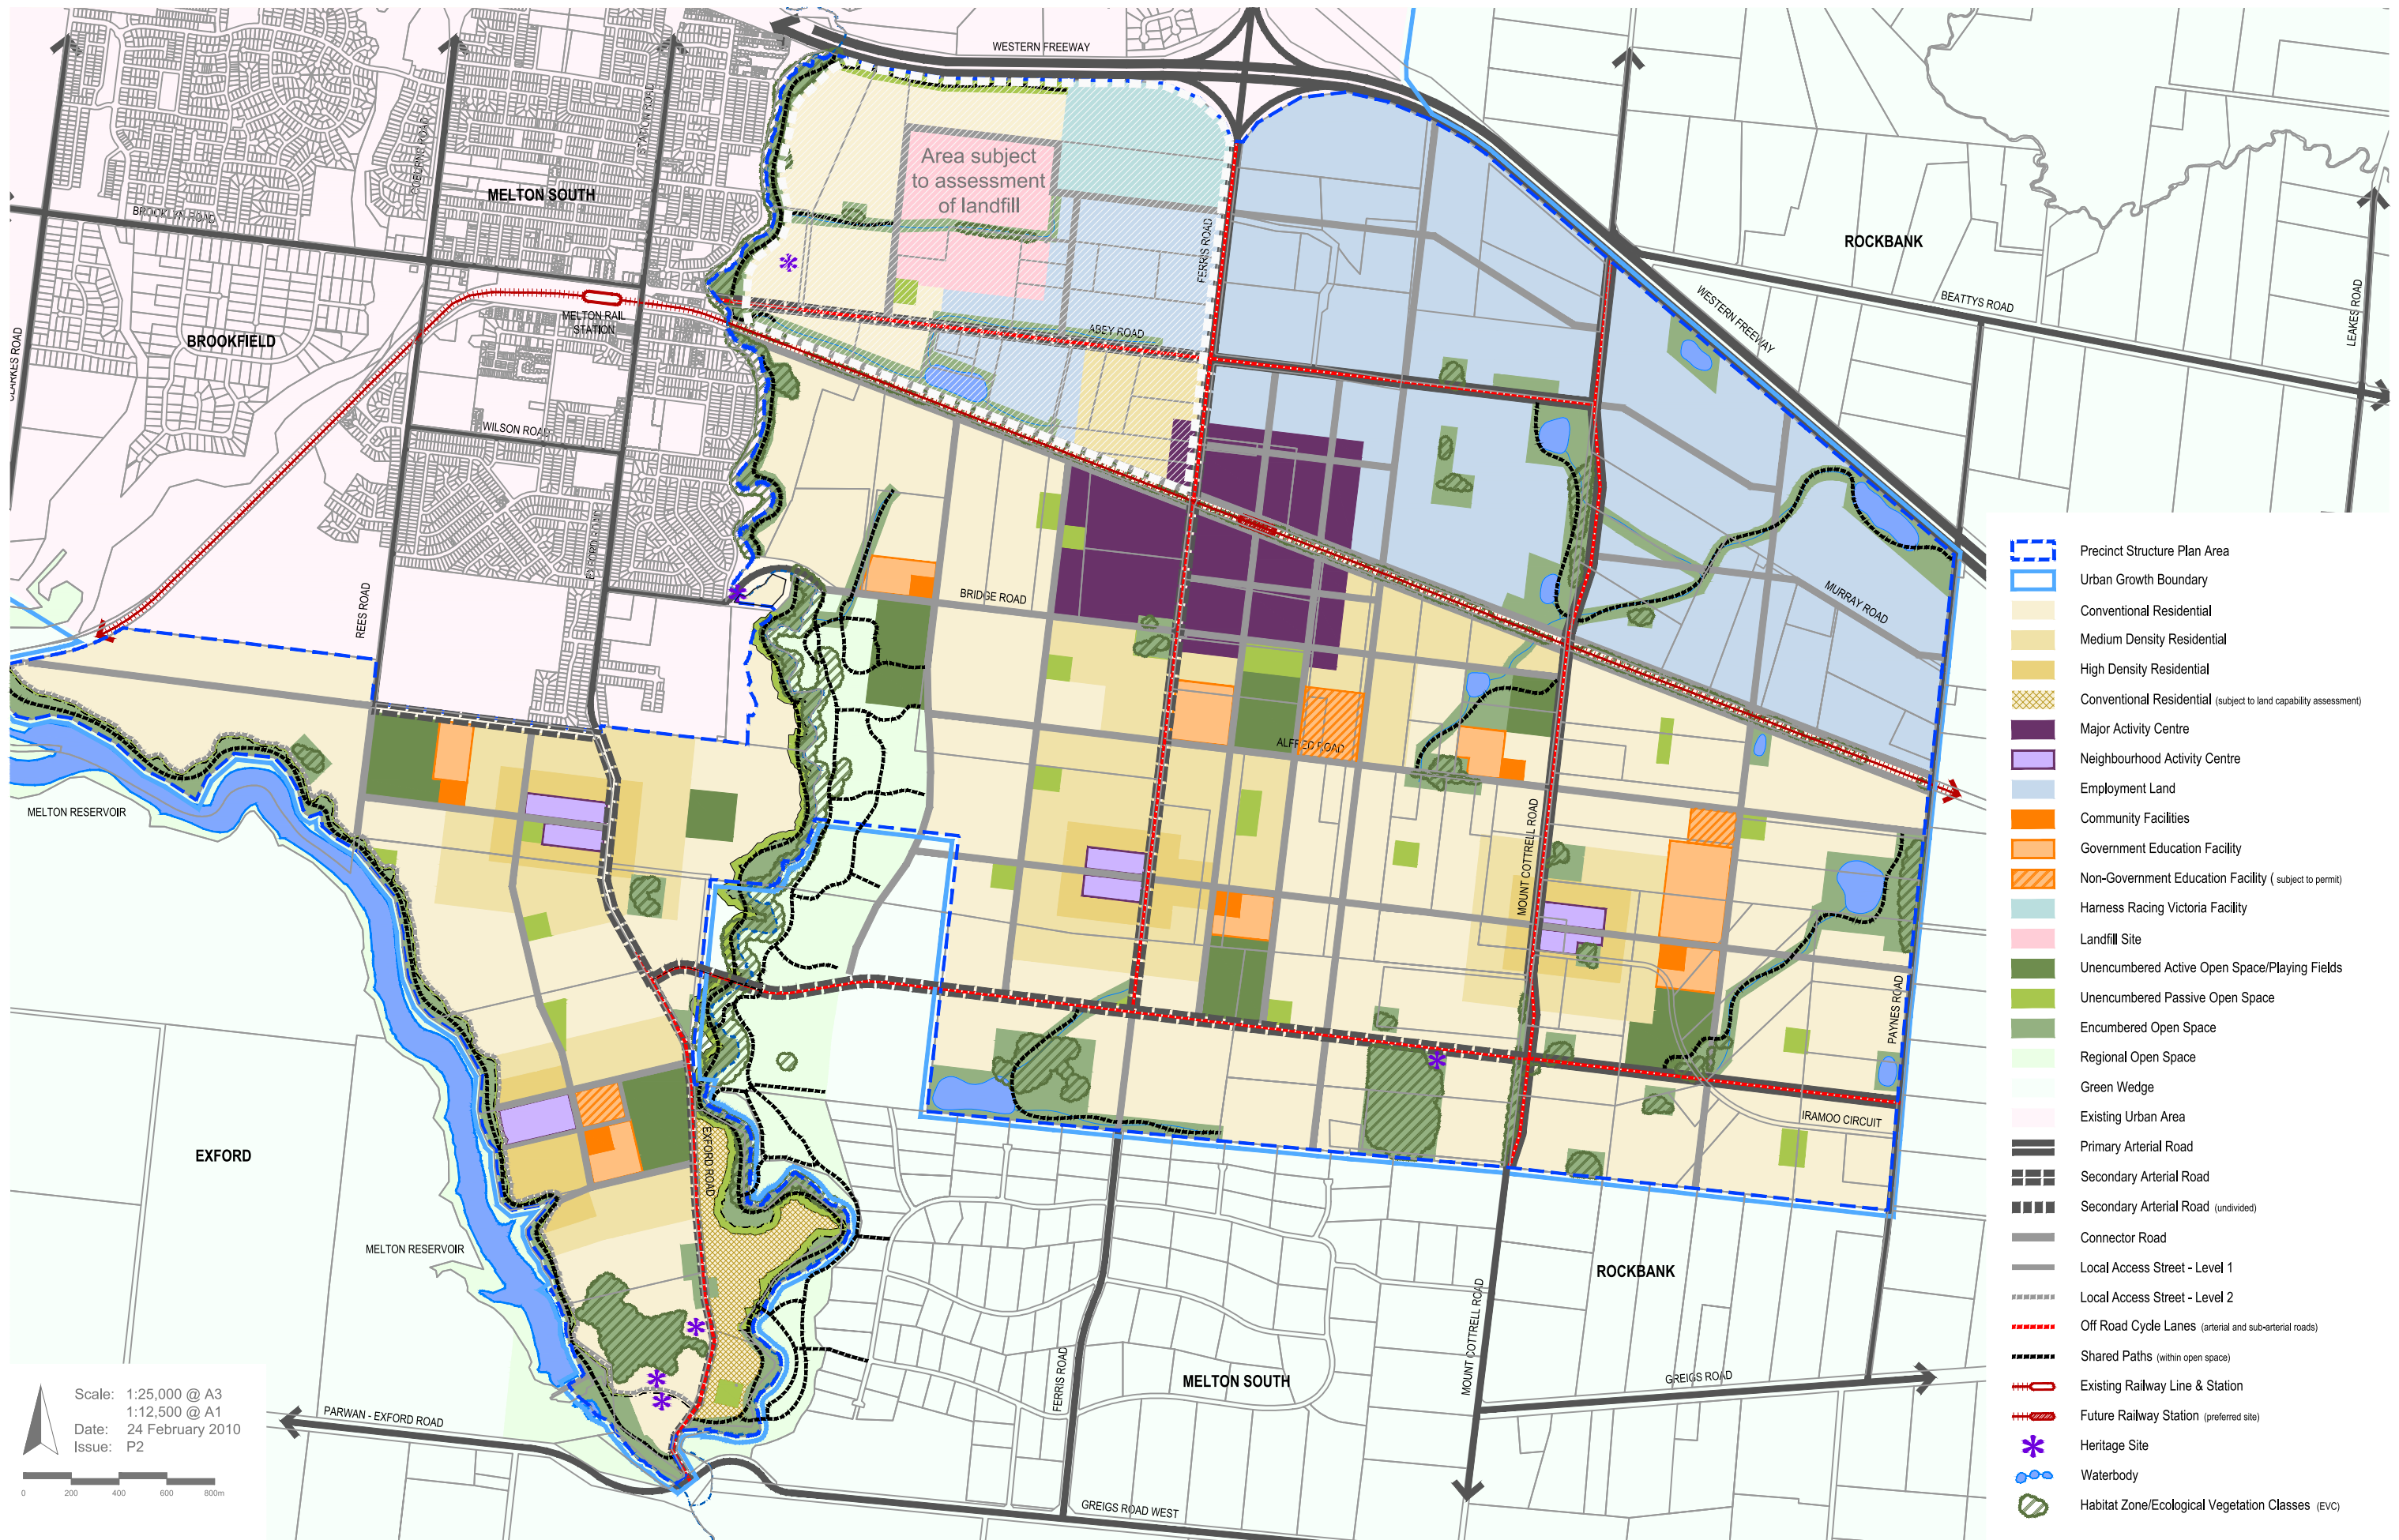 WESTERN FREEWAY
STATION ROAD
COBURNS ROAD
MELTON SOUTH
BROOKLYN ROAD
Area subject
to assessment
of landfill
FERRIS ROAD
ROCKBANK
BEATTYS ROAD
LEAKES ROAD
WESTERN FREEWAY
MELTON RAIL
STATION
ABEY ROAD
BROOKFIELD
CLARKES ROAD
WILSON ROAD
EXFORD ROAD
BRIDGE ROAD
MURRAY ROAD
REES ROAD
ALFRED ROAD
MELTON RESERVOIR
MOUNT COTTRELL ROAD
PAYNES ROAD
IRAMOO CIRCUIT
EXFORD
EXFORD ROAD
MELTON RESERVOIR
ROCKBANK
MOUNT COTTRELL ROAD
FERRIS ROAD
MELTON SOUTH
GREIGS ROAD
PARWAN - EXFORD ROAD
GREIGS ROAD WEST
Scale: 1:25,000 @ A3
1:12,500 @ A1
Date: 24 February 2010
Issue: P2
0 200 400 600 800m
Precinct Structure Plan Area
Urban Growth Boundary
Conventional Residential
Medium Density Residential
High Density Residential
Conventional Residential (subject to land capability assessment)
Major Activity Centre
Neighbourhood Activity Centre
Employment Land
Community Facilities
Government Education Facility
Non-Government Education Facility ( subject to permit)
Harness Racing Victoria Facility
Landfill Site
Unencumbered Active Open Space/Playing Fields
Unencumbered Passive Open Space
Encumbered Open Space
Regional Open Space
Green Wedge
Existing Urban Area
Primary Arterial Road
Secondary Arterial Road
Secondary Arterial Road (undivided)
Connector Road
Local Access Street - Level 1
Local Access Street - Level 2
Off Road Cycle Lanes (arterial and sub-arterial roads)
Shared Paths (within open space)
Existing Railway Line & Station
Future Railway Station (preferred site)
Heritage Site
Waterbody
Habitat Zone/Ecological Vegetation Classes (EVC)